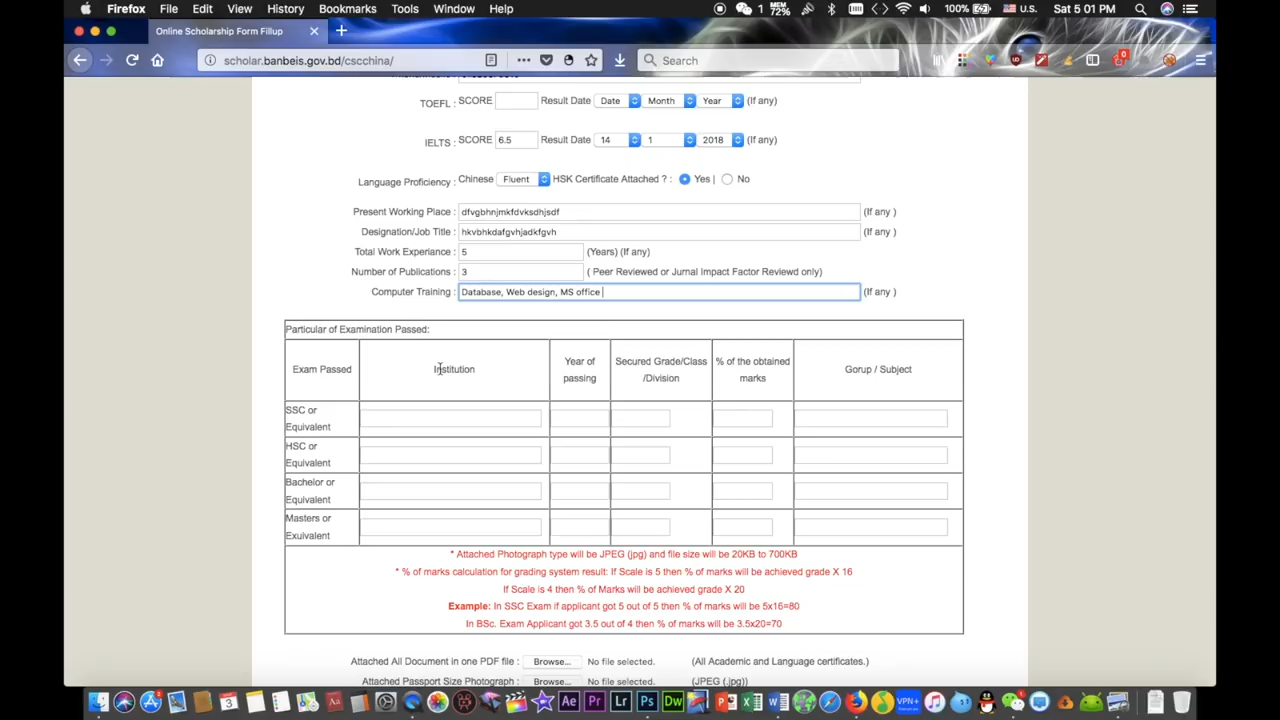 Firefox File Edit View History Bookmarks Tools Window Help 1 MEM 72% 100% U.S. Sat 5 01 PM
Online Scholarship Form Fillup
scholar.banbeis.gov.bd/cscchina/ Search 0
TOEFL : SCORE Result Date Date Month Year (If any)
IELTS : SCORE 6.5 Result Date 14 1 2018 (If any)
Language Proficiency : Chinese Fluent HSK Certificate Attached ? : Yes | No
Present Working Place : dfvgbhnjmkfdvksdhjsdf (If any )
Designation/Job Title : hkvbhkdafgvhjadkfgvh (If any )
Total Work Experiance : 5 (Years) (If any)
Number of Publications : 3 ( Peer Reviewed or Jurnal Impact Factor Reviewd only)
Computer Training : Database, Web design, MS office (If any )
Particular of Examination Passed:
Exam Passed Institution Year of passing Secured Grade/Class /Division % of the obtained marks Gorup / Subject
SSC or
Equivalent
HSC or
Equivalent
Bachelor or
Equivalent
Masters or
Exuivalent
* Attached Photograph type will be JPEG (jpg) and file size will be 20KB to 700KB
* % of marks calculation for grading system result: If Scale is 5 then % of marks will be achieved grade X 16
If Scale is 4 then % of Marks will be achieved grade X 20
Example: In SSC Exam if applicant got 5 out of 5 then % of marks will be 5x16=80
In BSc. Exam Applicant got 3.5 out of 4 then % of marks will be 3.5x20=70
Attached All Document in one PDF file : Browse... No file selected. (All Academic and Language certificates.)
Attached Passport Size Photograph : Browse... No file selected. (JPEG (.jpg))
Ae Pr Lr Ps Dw VPN+